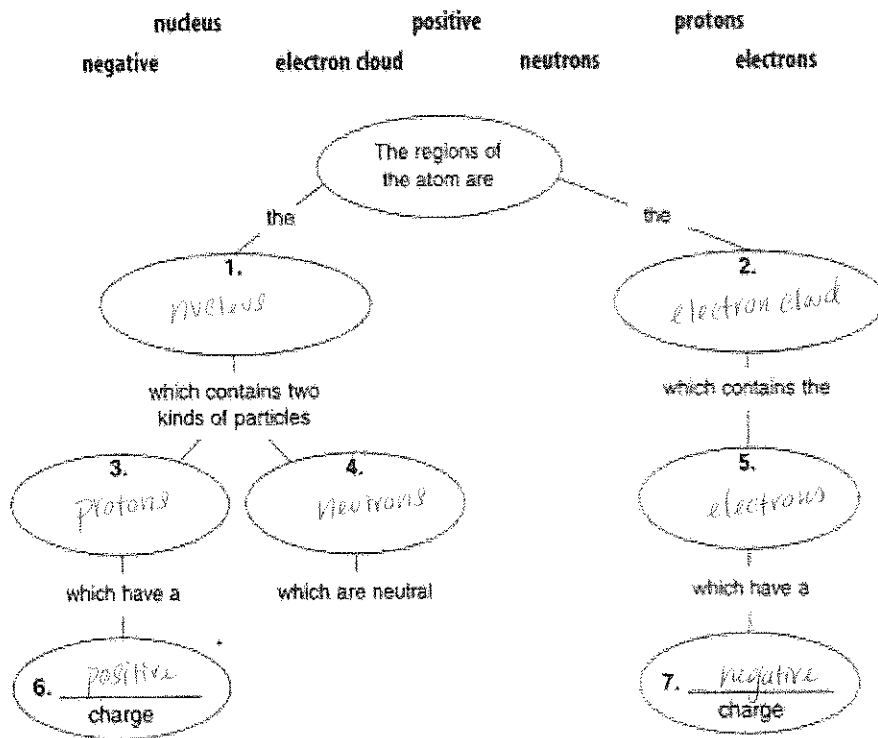 nucleus positive protons
negative electron cloud neutrons electrons
The regions of
the atom are
the the
1. 2.
nucleus electron cloud
which contains two
kinds of particles
which contains the
3. 4. 5.
protons neutrons electrons
which have a which are neutral which have a
6. positive 7. negative
charge charge